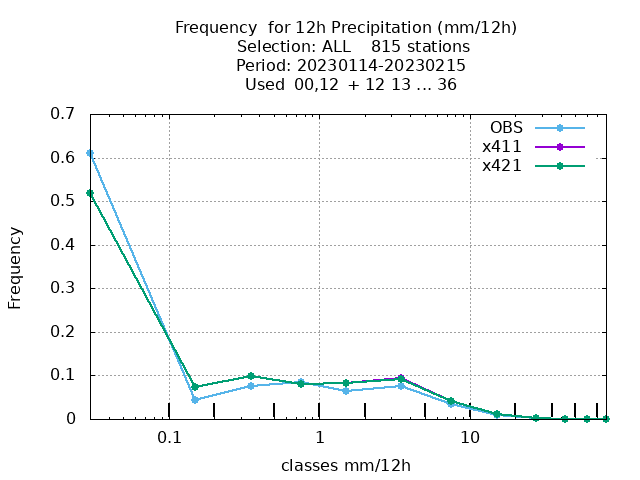 Frequency  for 12h Precipitation (mm/12h)
Selection: ALL    815 stations
Period: 20230114-20230215
Used  00,12  + 12 13 ... 36
OBS
x411
x421
0.7
0.6
0.5
0.4
0.3
0.2
0.1
0
Frequency
0.1
1
10
classes mm/12h